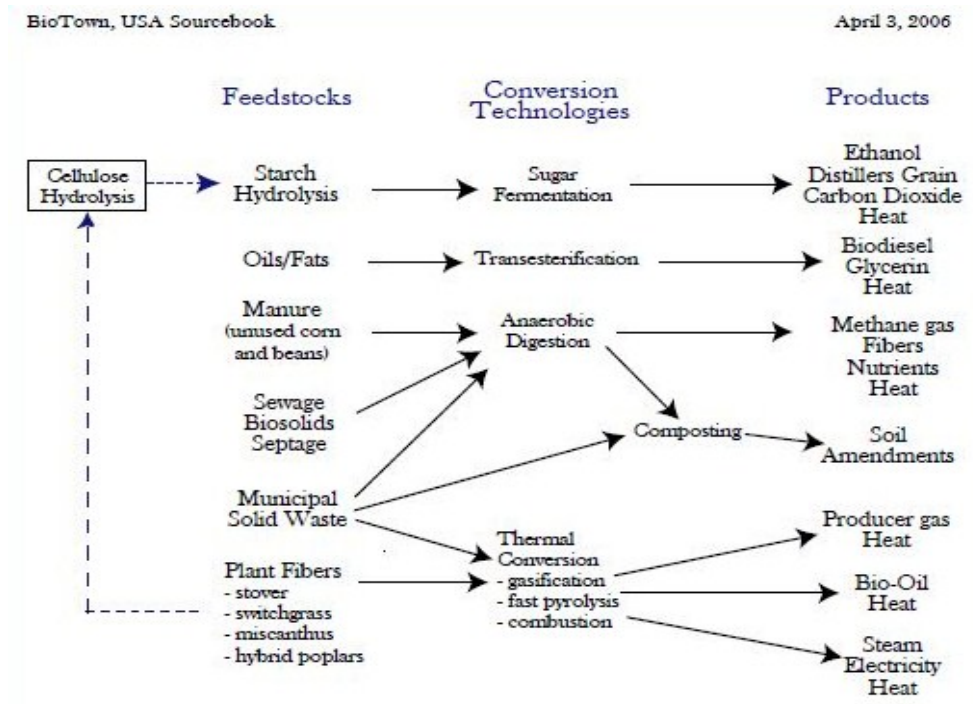 BioTown, USA Sourcebook
April 3, 2006
Feedstocks
Conversion
Technologies
Products
Cellulose
Hydrolysis
Starch
Hydrolysis
Sugar
Fermentation
Ethanol
Distillers Grain
Carbon Dioxide
Heat
Oils/Fats
Transesterification
Biodiesel
Glycerin
Heat
Manure
(unused corn
and beans)
Anaerobic
Digestion
Methane gas
Fibers
Nutrients
Heat
Sewage
Biosolids
Septage
Composting
Soil
Amendments
Municipal
Solid Waste
Thermal
Conversion
- gasification
- fast pyrolysis
- combustion
Producer gas
Heat
Plant Fibers
- stover
- switchgrass
- miscanthus
- hybrid poplars
Bio-Oil
Heat
Steam
Electricity
Heat